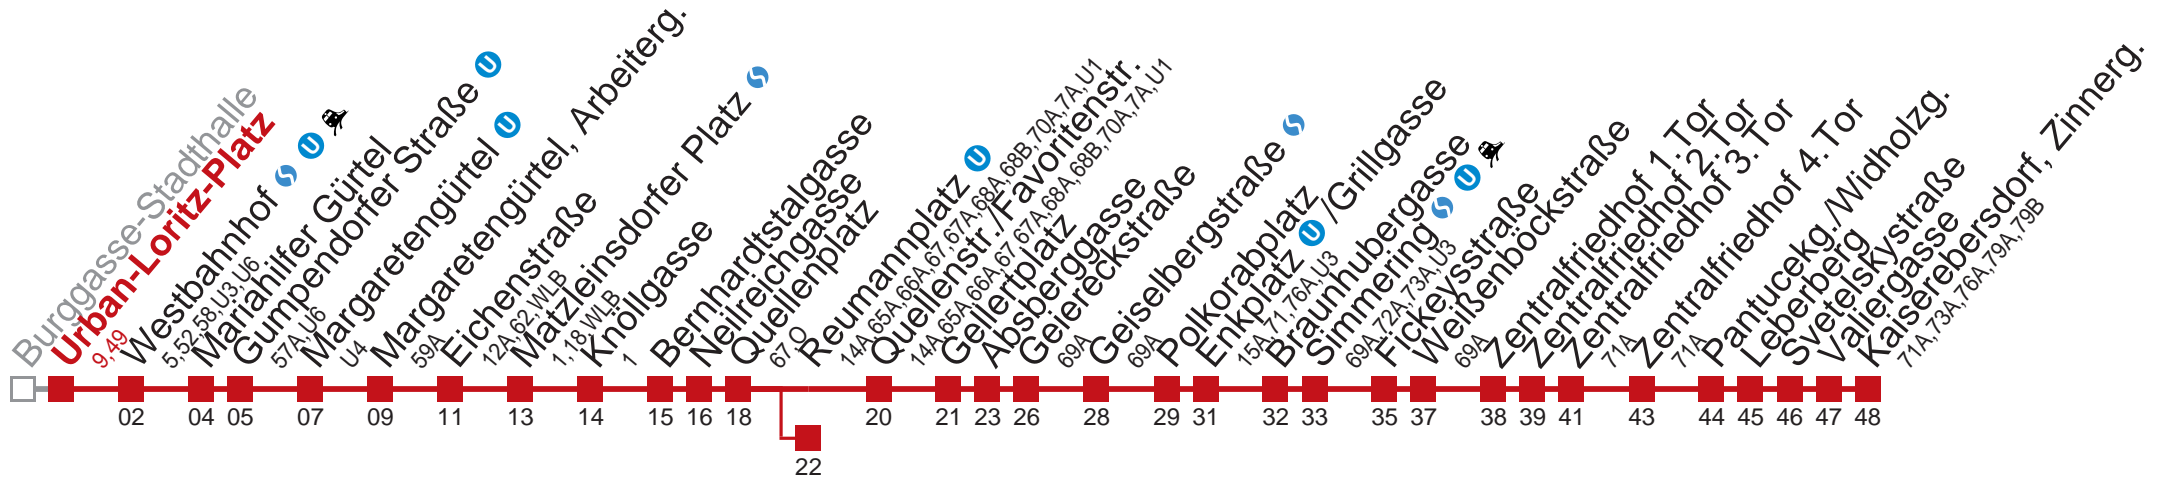 Burggasse-Stadthalle
Urban-Loritz-Platz
9,49
Westbahnhof
5,52,58,U3,U6
Mariahilfer Gürtel
Gumpendorfer Straße
57A,U6
Margaretengürtel
U4
Margaretengürtel, Arbeiterg.
59A
Eichenstraße
12A,62,WLB
Matzleinsdorfer Platz
1,18,WLB
Knöllgasse
1
Bernhardtstalgasse
Neilreichgasse
Quellenplatz
67 O
Reumannplatz
14A,65A,66A,67,67A,68A,68B,70A,7A,U1
Quellenstr./Favoritenstr.
14A,65A,66A,67,67A,68A,68B,70A,7A,U1
Gellertplatz
Absberggasse
Geiereckstraße
69A
Geiselbergstraße
69A
Polkorabplatz
Enkplatz U /Grillgasse
15A,71,76A,U3
Braunhubergasse
Simmering
69A,72A,73A,U3
Fickeysstraße
Weißenböckstraße
69A
Zentralfriedhof 1. Tor
Zentralfriedhof 2. Tor
Zentralfriedhof 3. Tor
71A
Zentralfriedhof 4. Tor
71A
Pantucekg./Widholzg.
Leberberg
Svetelskystraße
Valiergasse
Kaiserebersdorf, Zinnerg.
71A,73A,76A,79A,79B
02 04 05 07 09 11 13 14 15 16 18 20 21 23 26 28 29 31 32 33 35 37 38 39 41 43 44 45 46 47 48
22